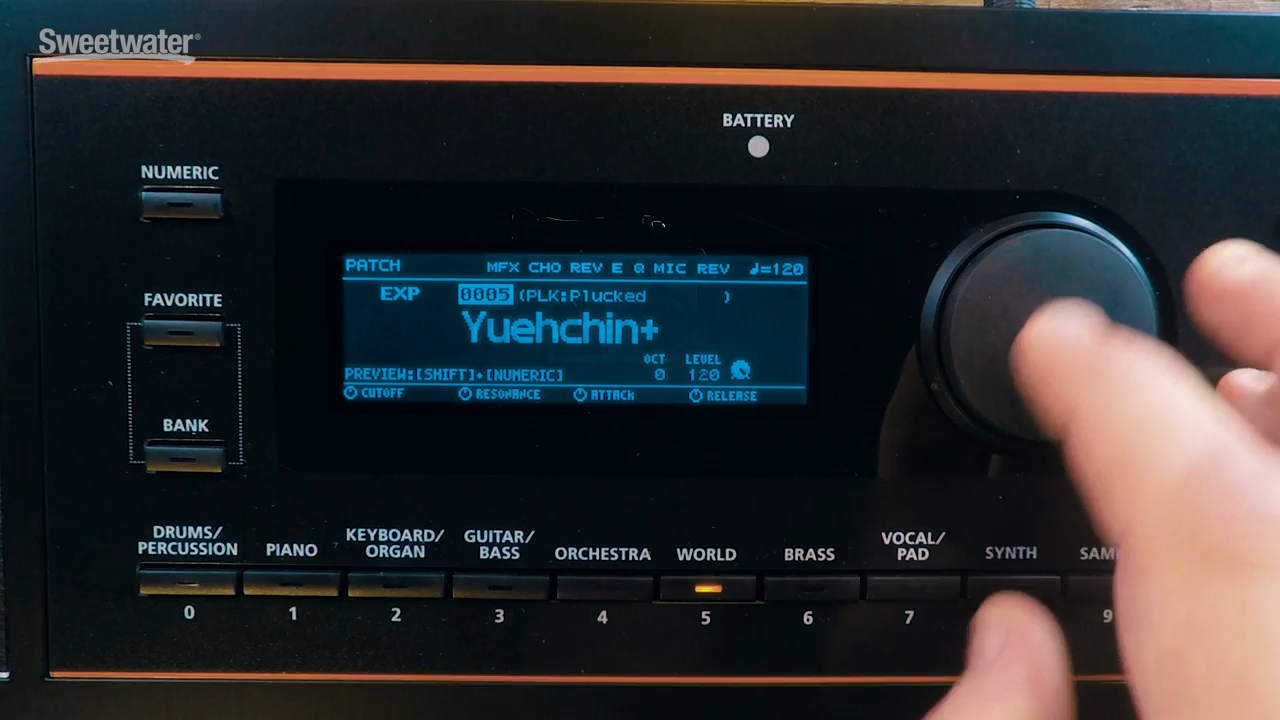 Sweetwater®
BATTERY
NUMERIC
PATCH MFX CHO REV E Q MIC REV ♩=120
EXP 0005 (PLK:Plucked )
Yuehchin+
OCT LEVEL
PREVIEW:[SHIFT]+[NUMERIC] 0 120
CUTOFF RESONANCE ATTACK RELEASE
FAVORITE
BANK
DRUMS/
PERCUSSION
PIANO
KEYBOARD/
ORGAN
GUITAR/
BASS
ORCHESTRA
WORLD
BRASS
VOCAL/
PAD
SYNTH
0 1 2 3 4 5 6 7 9